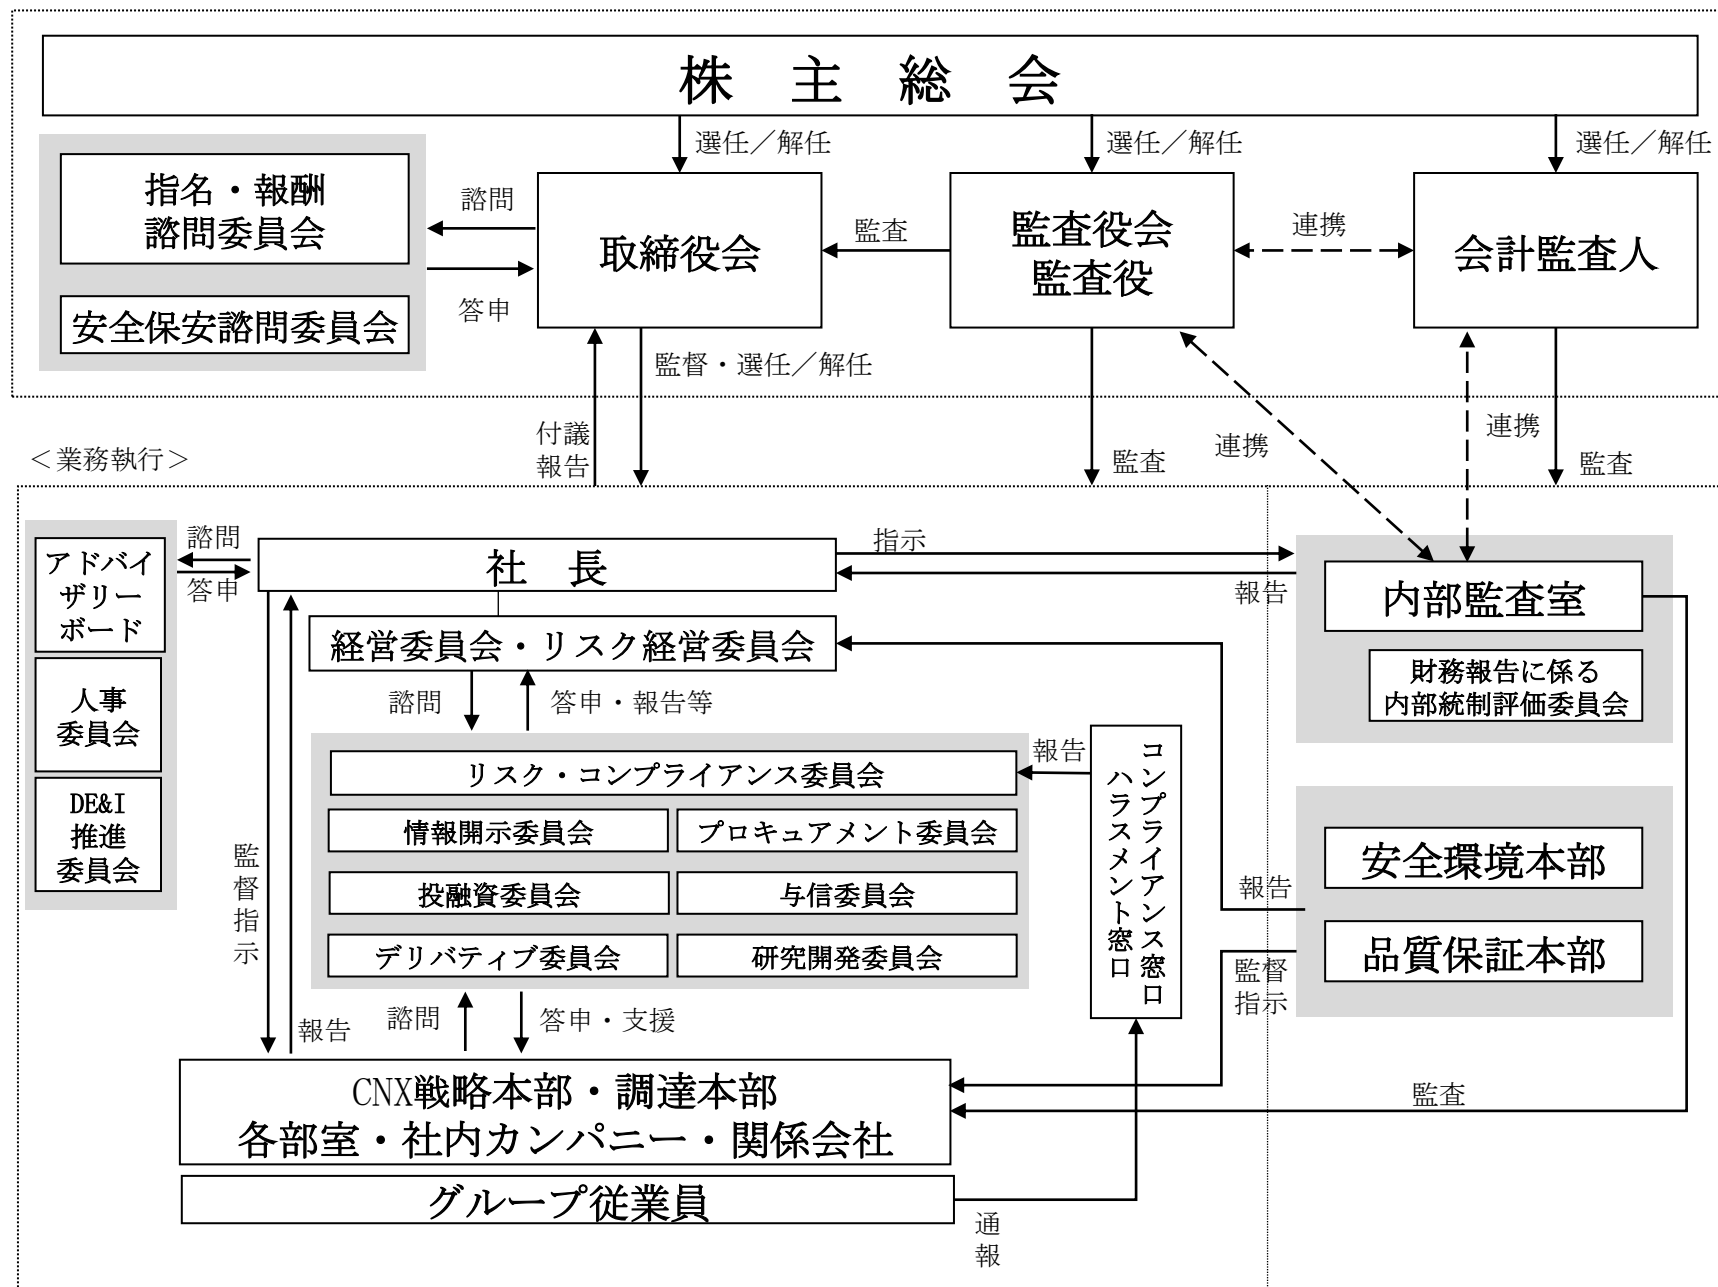 株　主　総　会
選任／解任
選任／解任
選任／解任
指名・報酬
諮問委員会
安全保安諮問委員会
諮問
答申
取締役会
監査
監査役会
監査役
連携
会計監査人
監督・選任／解任
付議
報告
監査
連携
連携
監査
＜業務執行＞
アドバイ
ザリー
ボード
人事
委員会
DE&I
推進
委員会
諮問
答申
社　長
指示
報告
経営委員会・リスク経営委員会
諮問
答申・報告等
内部監査室
財務報告に係る
内部統制評価委員会
リスク・コンプライアンス委員会
情報開示委員会
プロキュアメント委員会
投融資委員会
与信委員会
デリバティブ委員会
研究開発委員会
報告
コンプライアンス窓口
ハラスメント窓口
安全環境本部
品質保証本部
報告
監督
指示
監督指示
報告
諮問
答申・支援
CNX戦略本部・調達本部
各部室・社内カンパニー・関係会社
監査
グループ従業員
通報